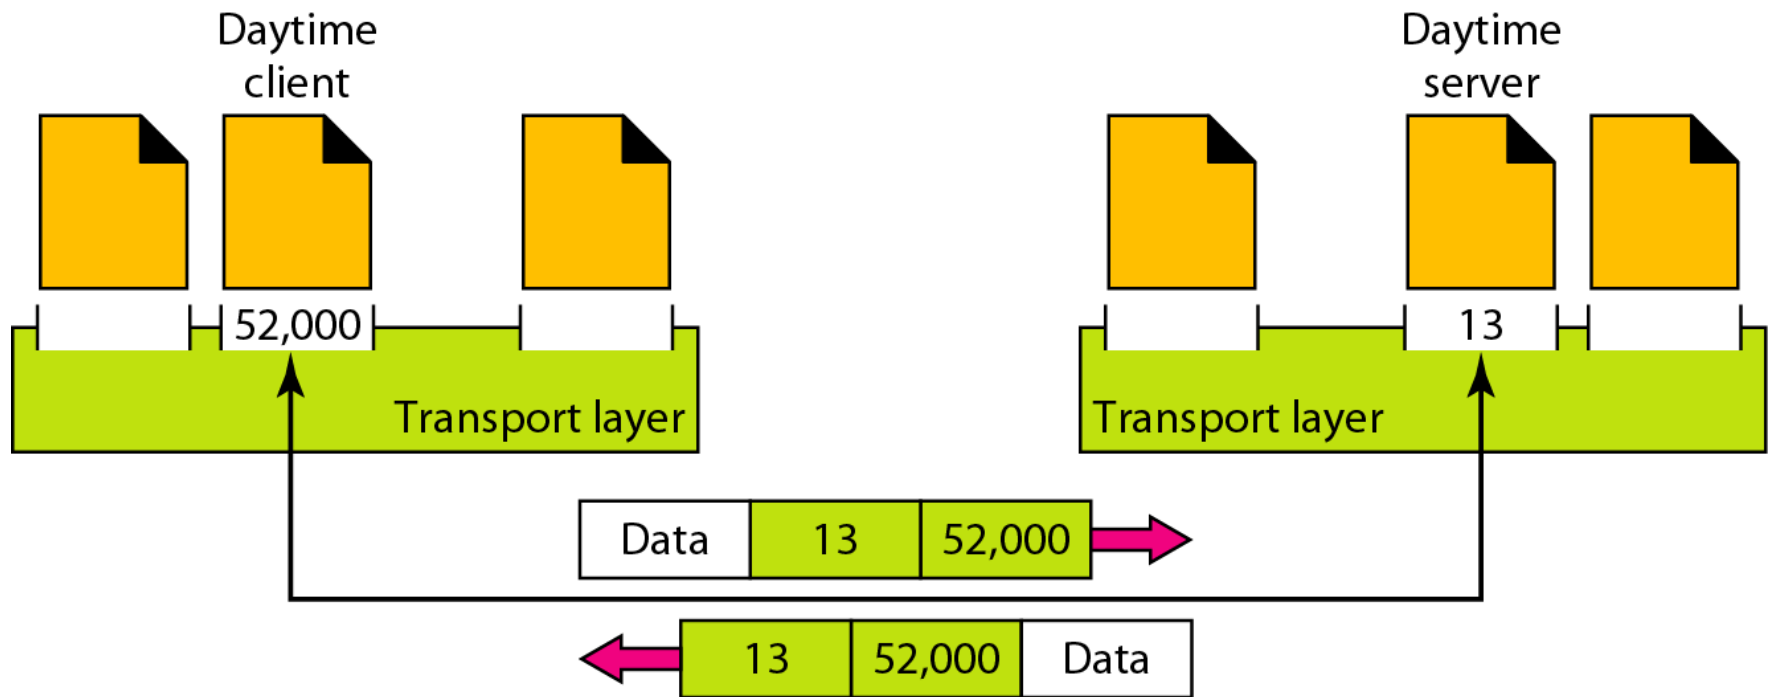 Daytime
client
Daytime
server
52,000
13
Transport layer
Transport layer
Data 13 52,000
13 52,000 Data